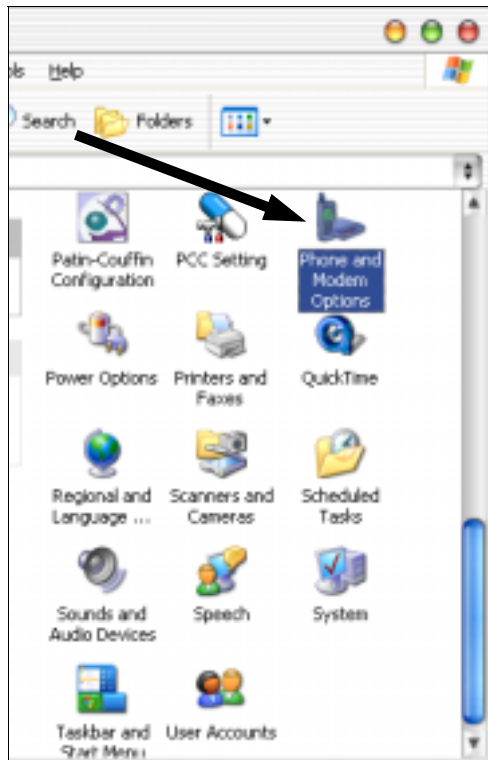 Help
Search Folders
Patin-Couffin PCC Setting Phone and
Configuration Modem
Options
Power Options Printers and QuickTime
Faxes
Regional and Scanners and Scheduled
Language ... Cameras Tasks
Sounds and Speech System
Audio Devices
Taskbar and User Accounts
Start Menu